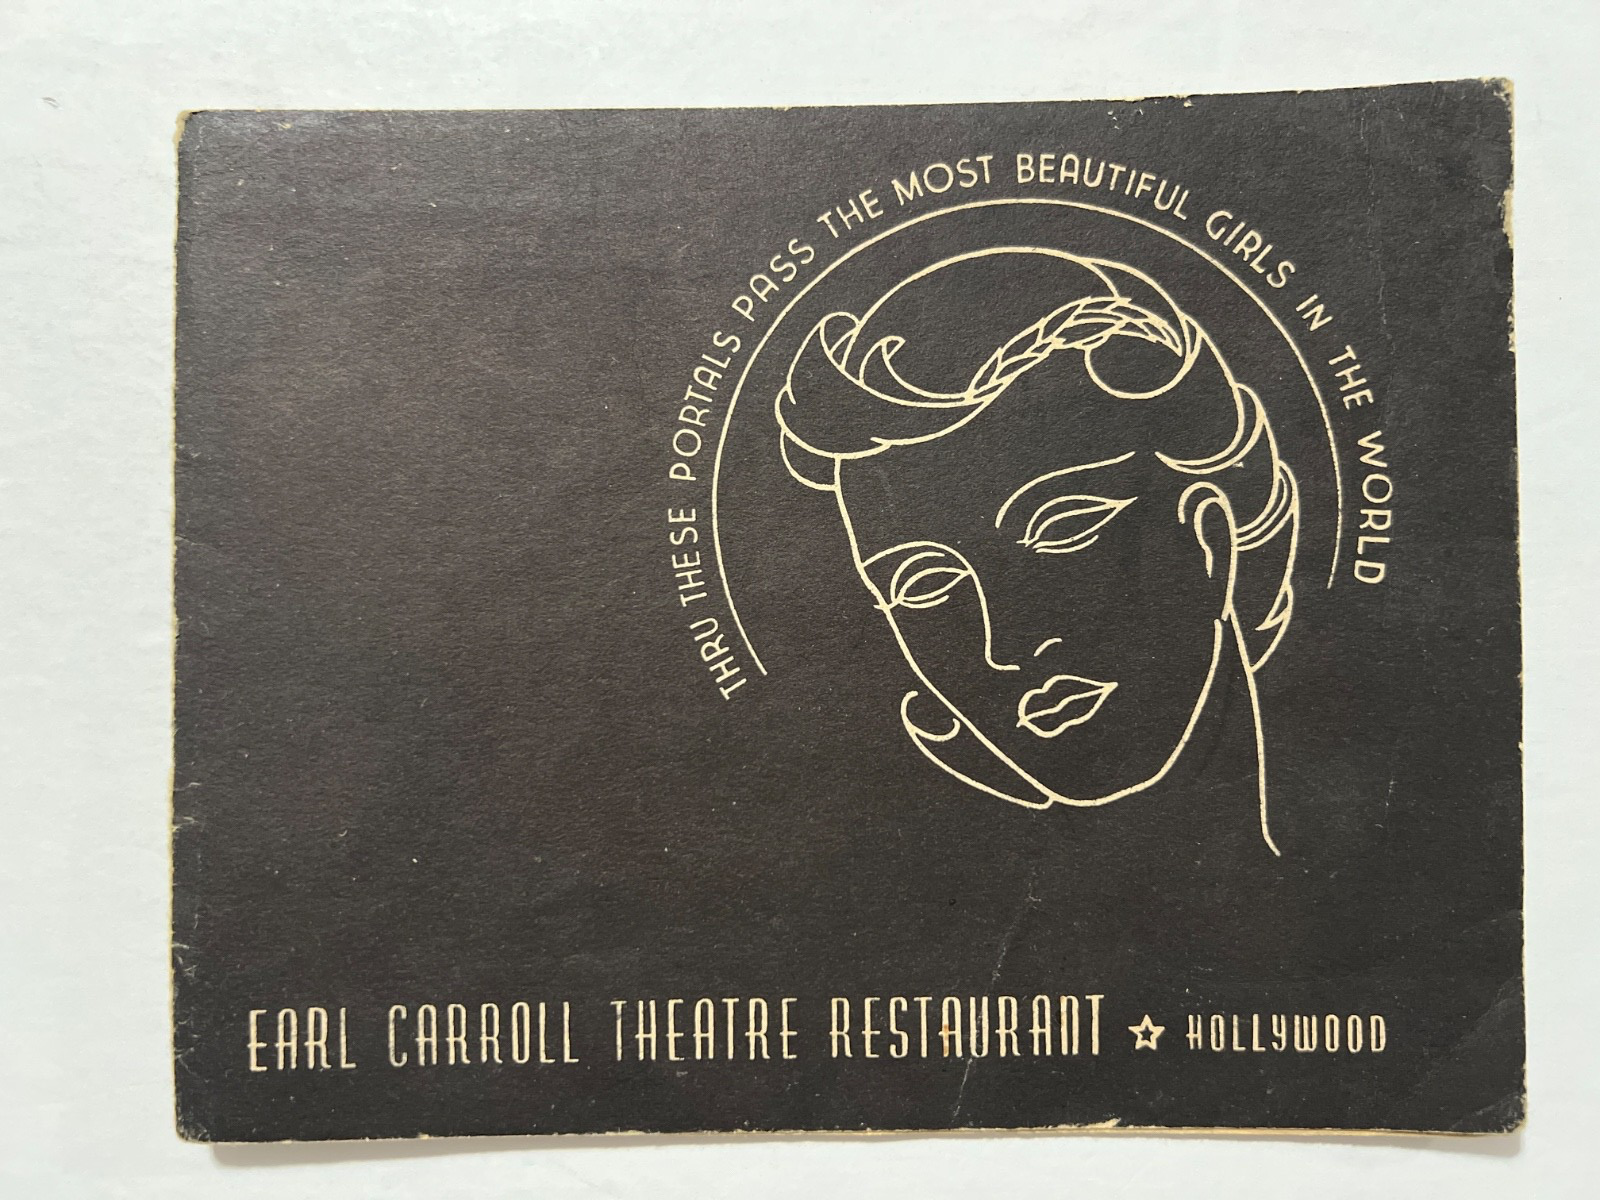 THRU THESE PORTALS PASS THE MOST BEAUTIFUL GIRLS IN THE WORLD
EARL CARROLL THEATRE RESTAURANT ☆ HOLLYWOOD